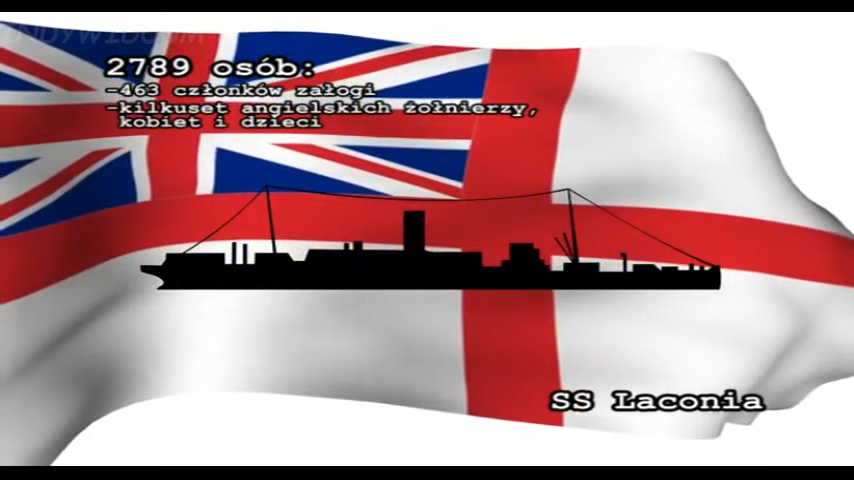 2789 osób:
-463 członków załogi
-kilkuset angielskich żołnierzy,
kobiet i dzieci
SS Laconia